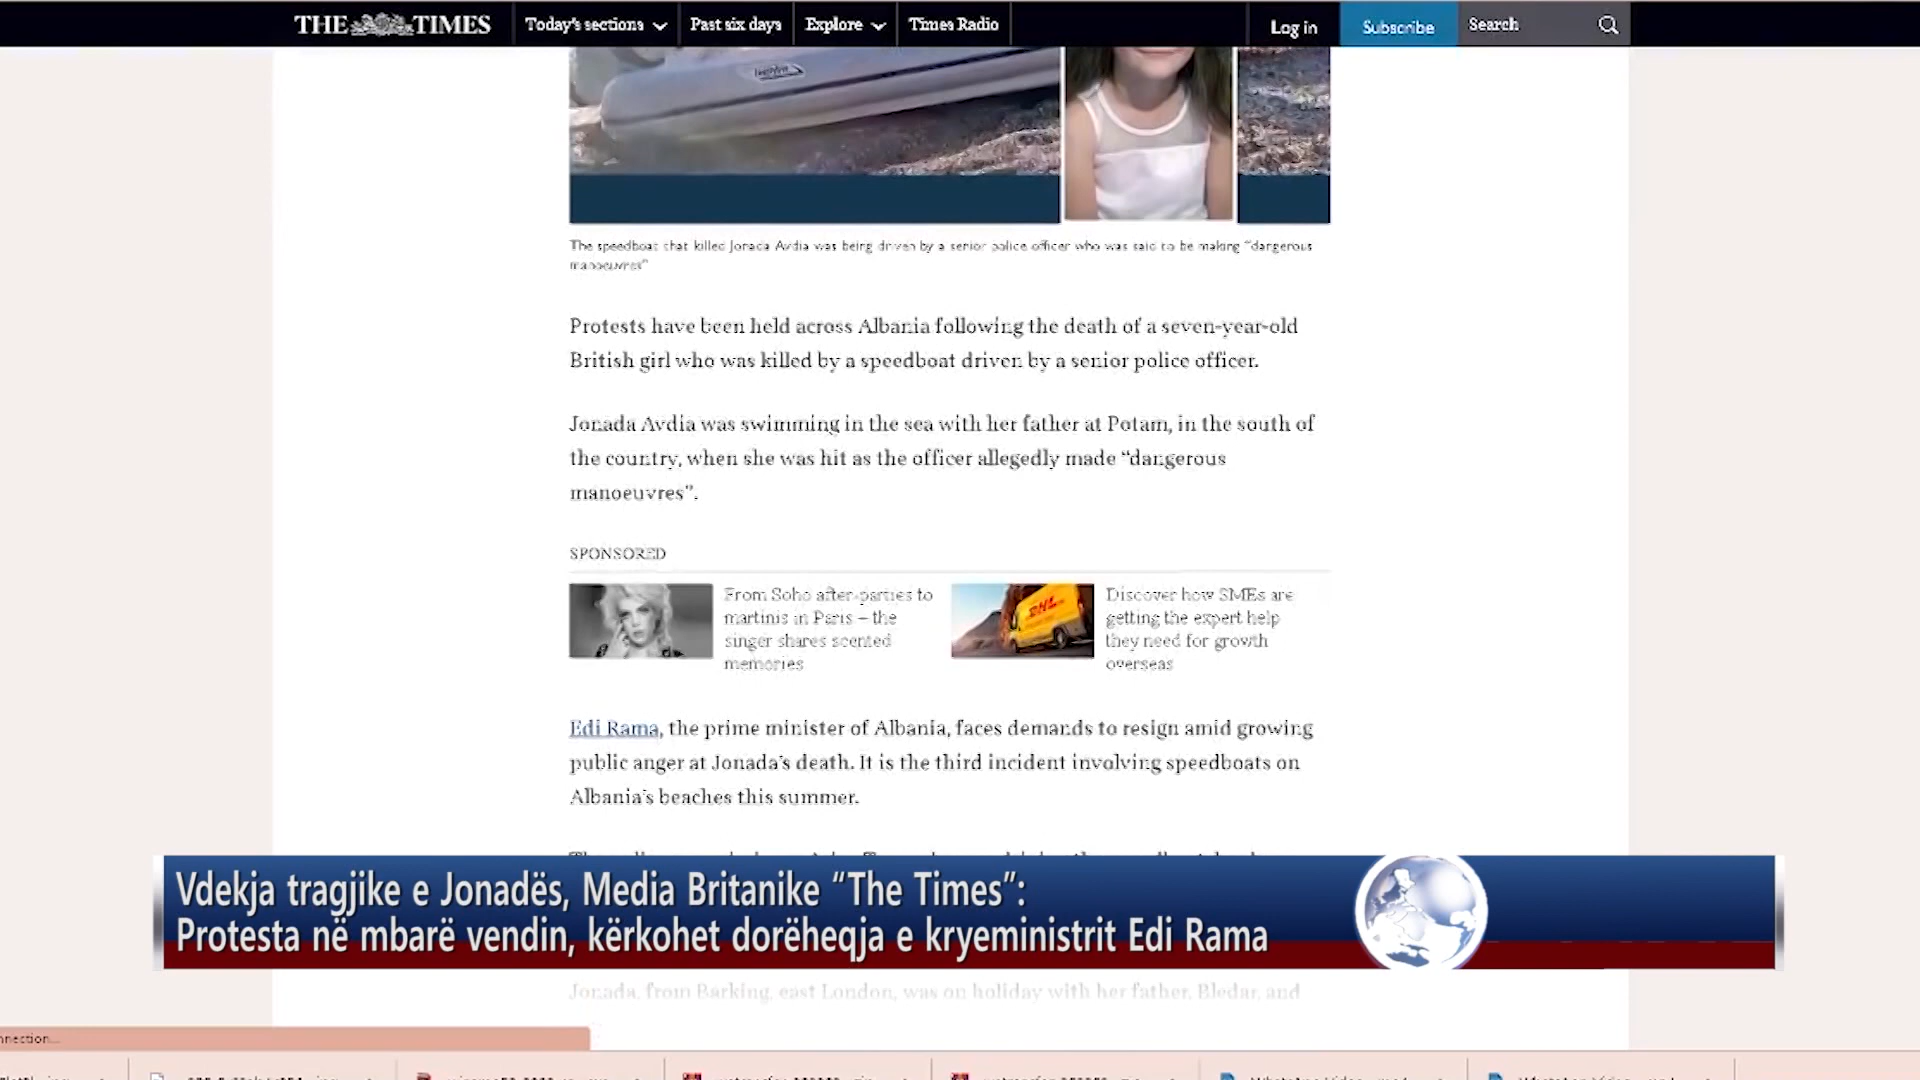 THE TIMES
Today's sections
Past six days
Explore
Times Radio
Log in
Subscribe
Search
The speedboat that killed Jonada Avdia was being driven by a senior police officer who was said to be making “dangerous
manoeuvres”
Protests have been held across Albania following the death of a seven-year-old
British girl who was killed by a speedboat driven by a senior police officer.
Jonada Avdia was swimming in the sea with her father at Potam, in the south of
the country, when she was hit as the officer allegedly made “dangerous
manoeuvres”.
SPONSORED
From Soho after-parties to
martinis in Paris – the
singer shares scented
memories
DHL
Discover how SMEs are
getting the expert help
they need for growth
overseas
Edi Rama, the prime minister of Albania, faces demands to resign amid growing
public anger at Jonada's death. It is the third incident involving speedboats on
Albania's beaches this summer.
Vdekja tragjike e Jonadës, Media Britanike “The Times”:
Protesta në mbarë vendin, kërkohet dorëheqja e kryeministrit Edi Rama
Jonada, from Barking, east London, was on holiday with her father, Bledar, and